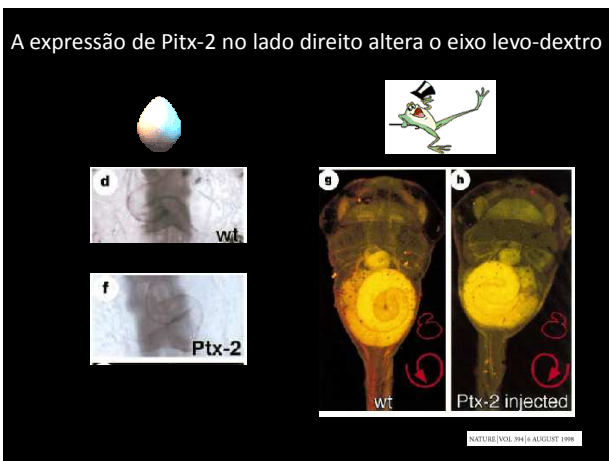 A expressão de Pitx-2 no lado direito altera o eixo levo-dextro
d
wt
f
Ptx-2
g
h
wt
Ptx-2 injected
NATURE | VOL 394 | 6 AUGUST 1998